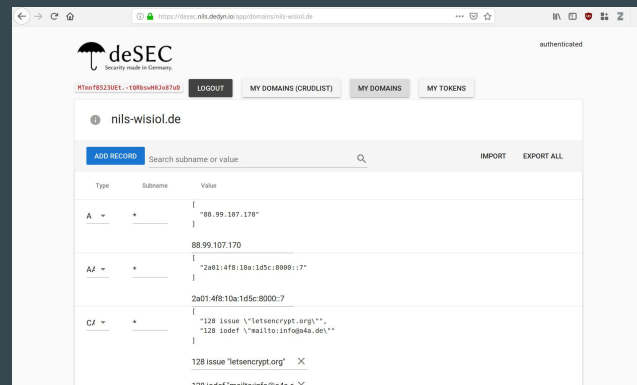 https://desec.nils.dedyn.io/app/domains/nils-wisiol.de
deSEC
Security made in Germany.
authenticated
LOGOUT MY DOMAINS (CRUDLIST) MY DOMAINS MY TOKENS
nils-wisiol.de
ADD RECORD Search subname or value IMPORT EXPORT ALL
Type Subname Value
[
A * "88.99.107.170"
]
88.99.107.170
[
* "2a01:4f8:10a:1d5c:8000::7"
]
2a01:4f8:10a:1d5c:8000::7
[
"128 issue \"letsencrypt.org\"",
* "128 iodef \"mailto:info@a4a.de\""
]
128 issue "letsencrypt.org"